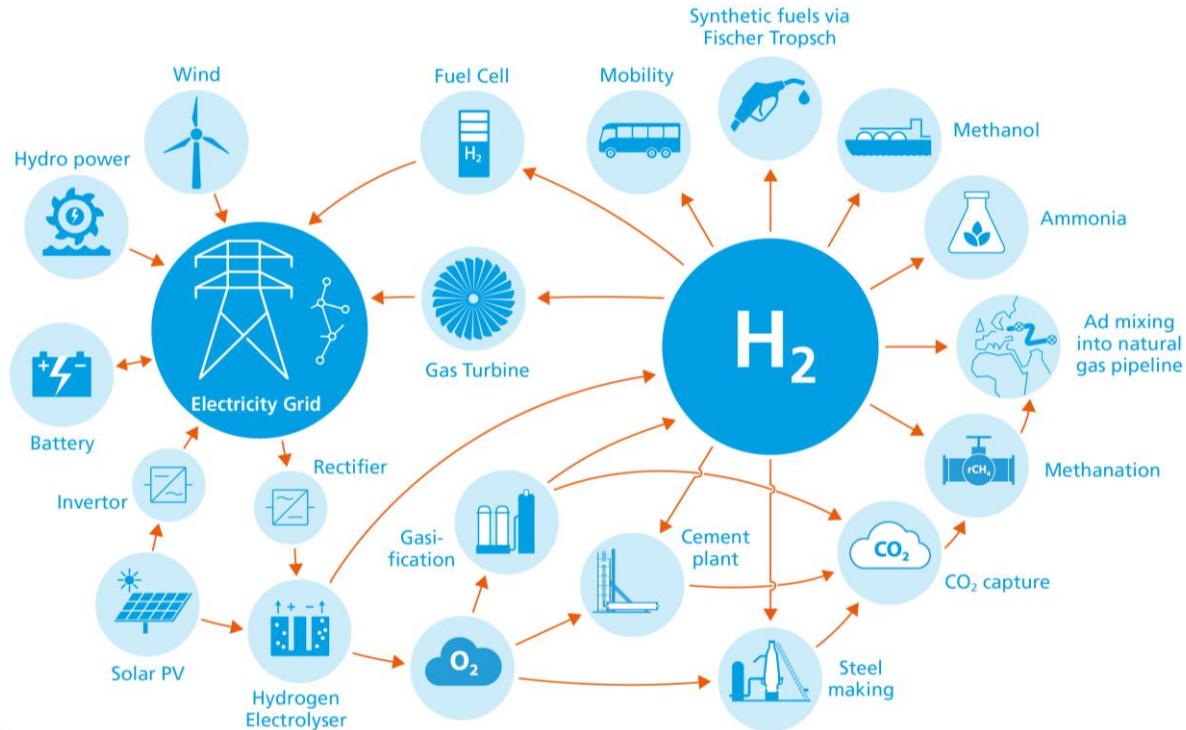 Synthetic fuels via
Fischer Tropsch
Wind
Fuel Cell
Mobility
Methanol
Hydro power
H2
Ammonia
H2
Ad mixing
into natural
gas pipeline
Gas Turbine
+ −
Electricity Grid
Battery
Rectifier
Invertor
rCH4
Methanation
Gasi-
fication
Cement
plant
CO2
CO2 capture
+ −
Solar PV
O2
Steel
making
Hydrogen
Electrolyser